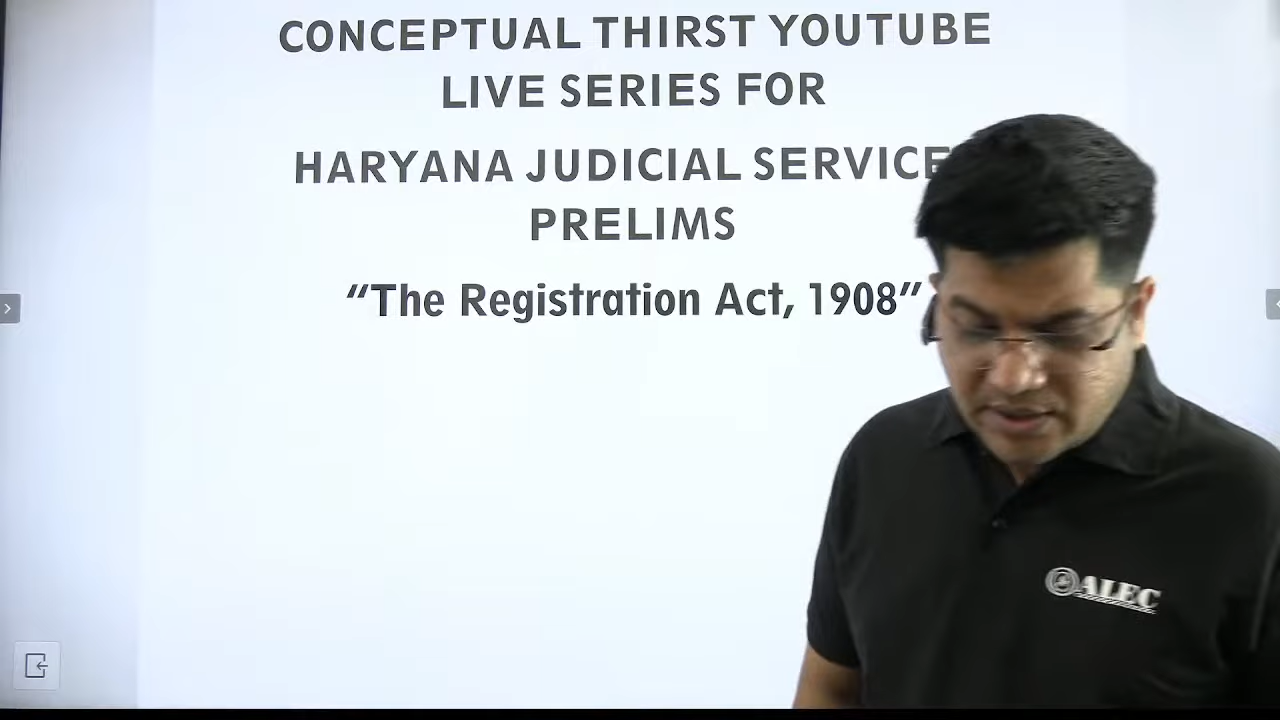 CONCEPTUAL THIRST YOUTUBE
LIVE SERIES FOR
HARYANA JUDICIAL SERVICE
PRELIMS
“The Registration Act, 1908”
ALEC